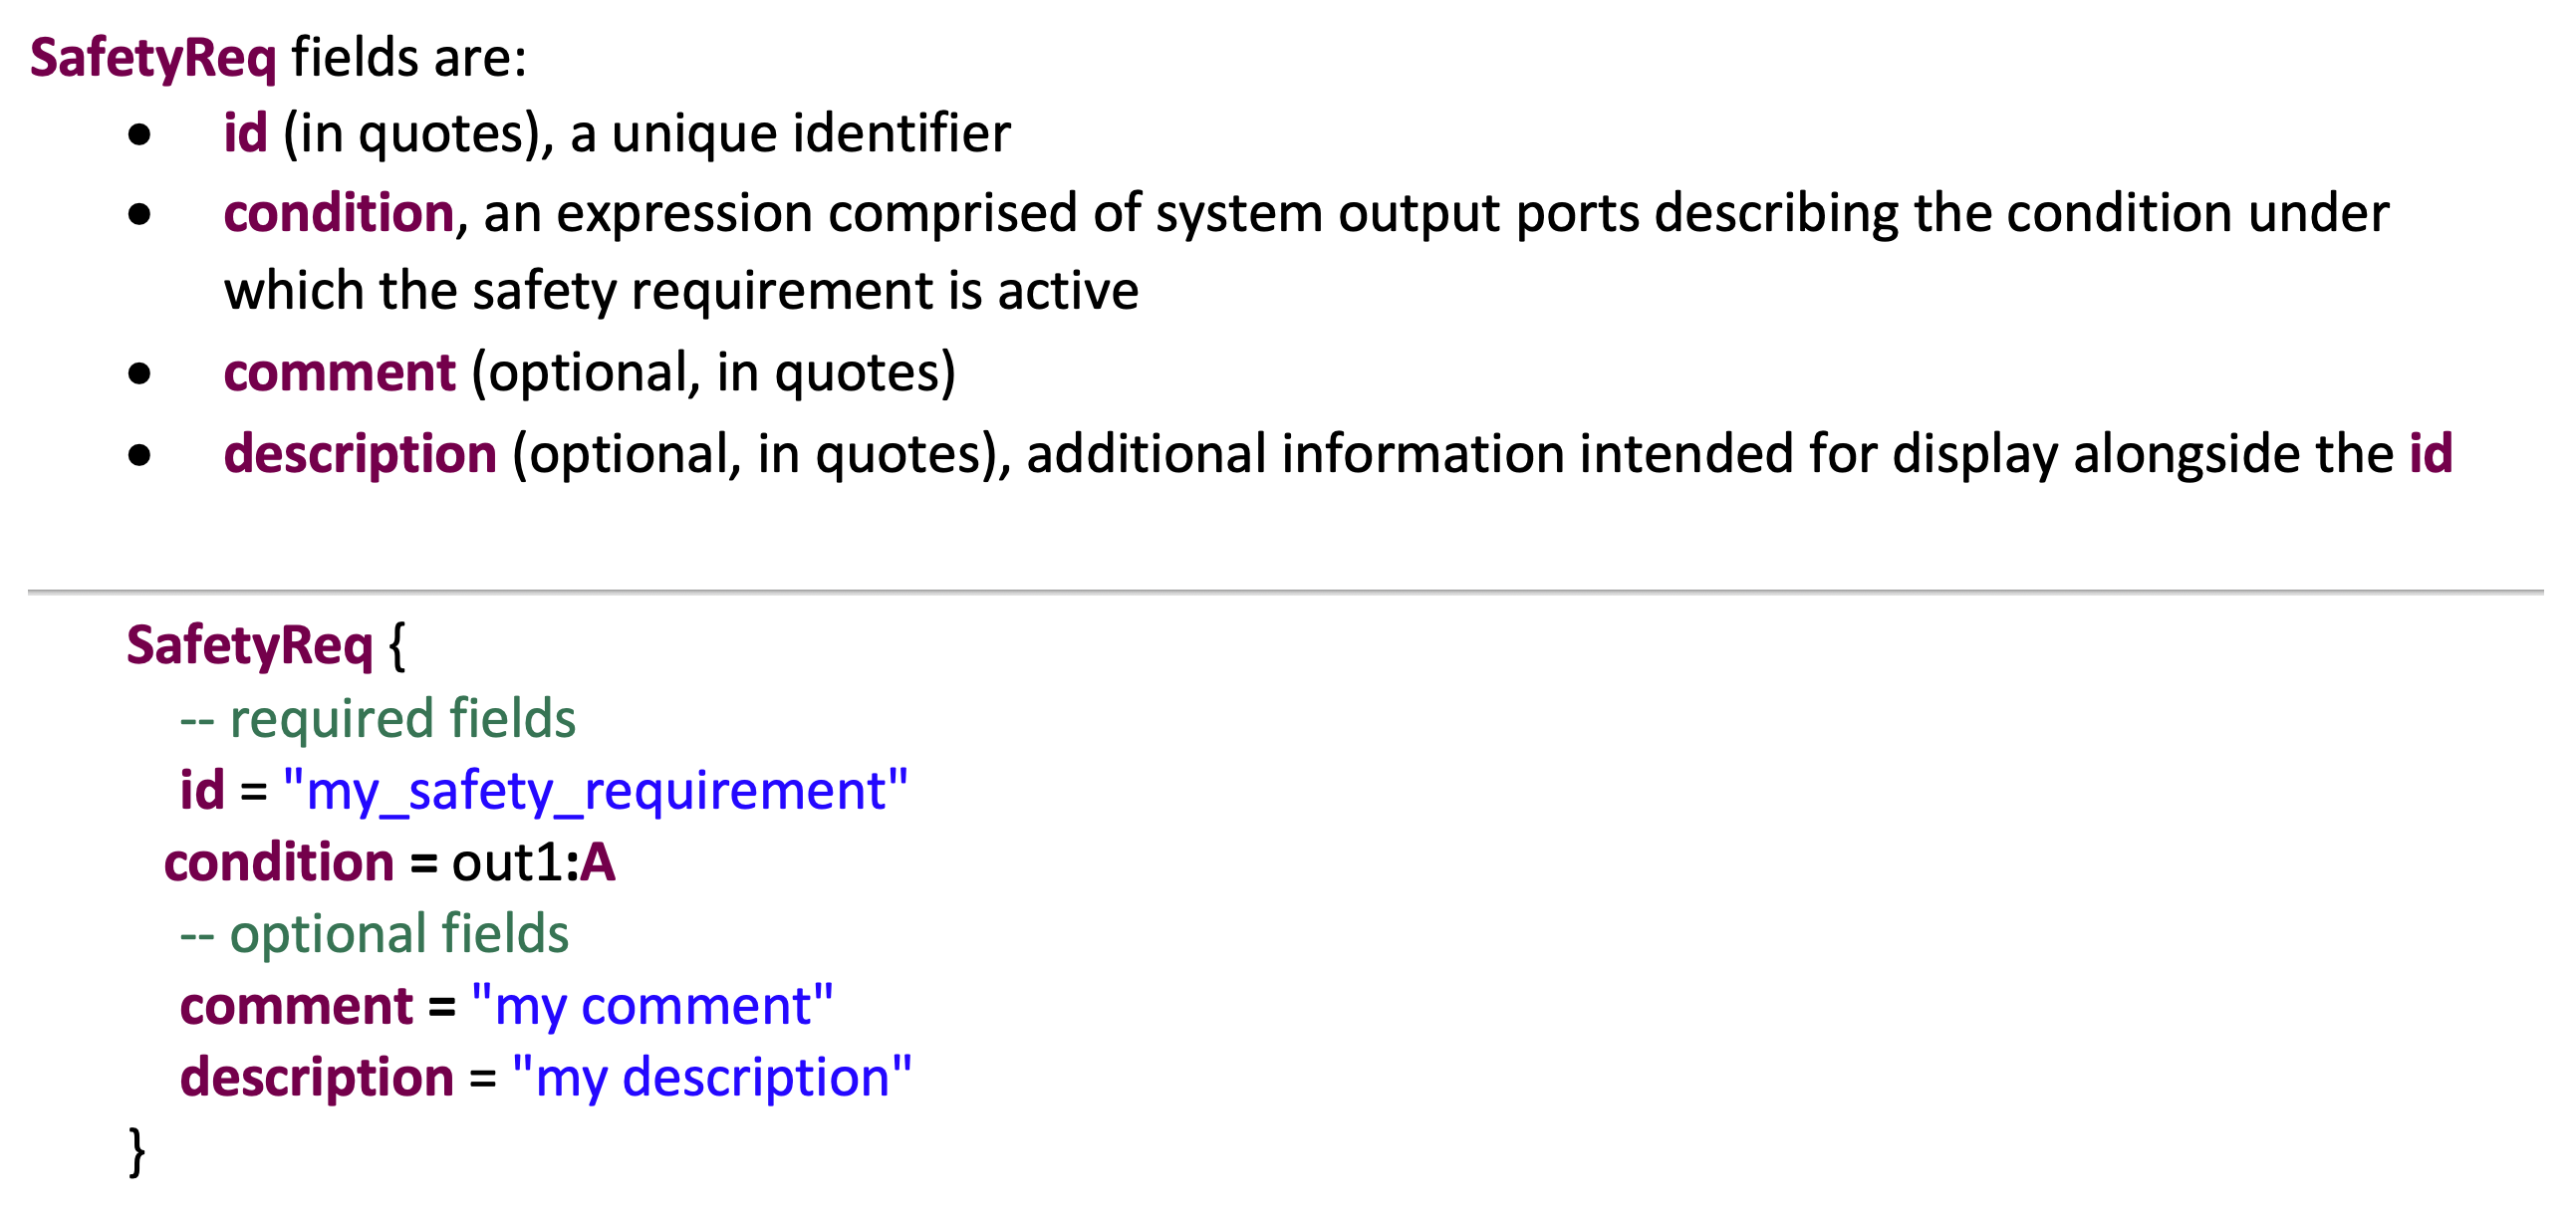 SafetyReq fields are:
• id (in quotes), a unique identifier
• condition, an expression comprised of system output ports describing the condition under
which the safety requirement is active
• comment (optional, in quotes)
• description (optional, in quotes), additional information intended for display alongside the id
SafetyReq {
-- required fields
id = "my_safety_requirement"
condition = out1:A
-- optional fields
comment = "my comment"
description = "my description"
}